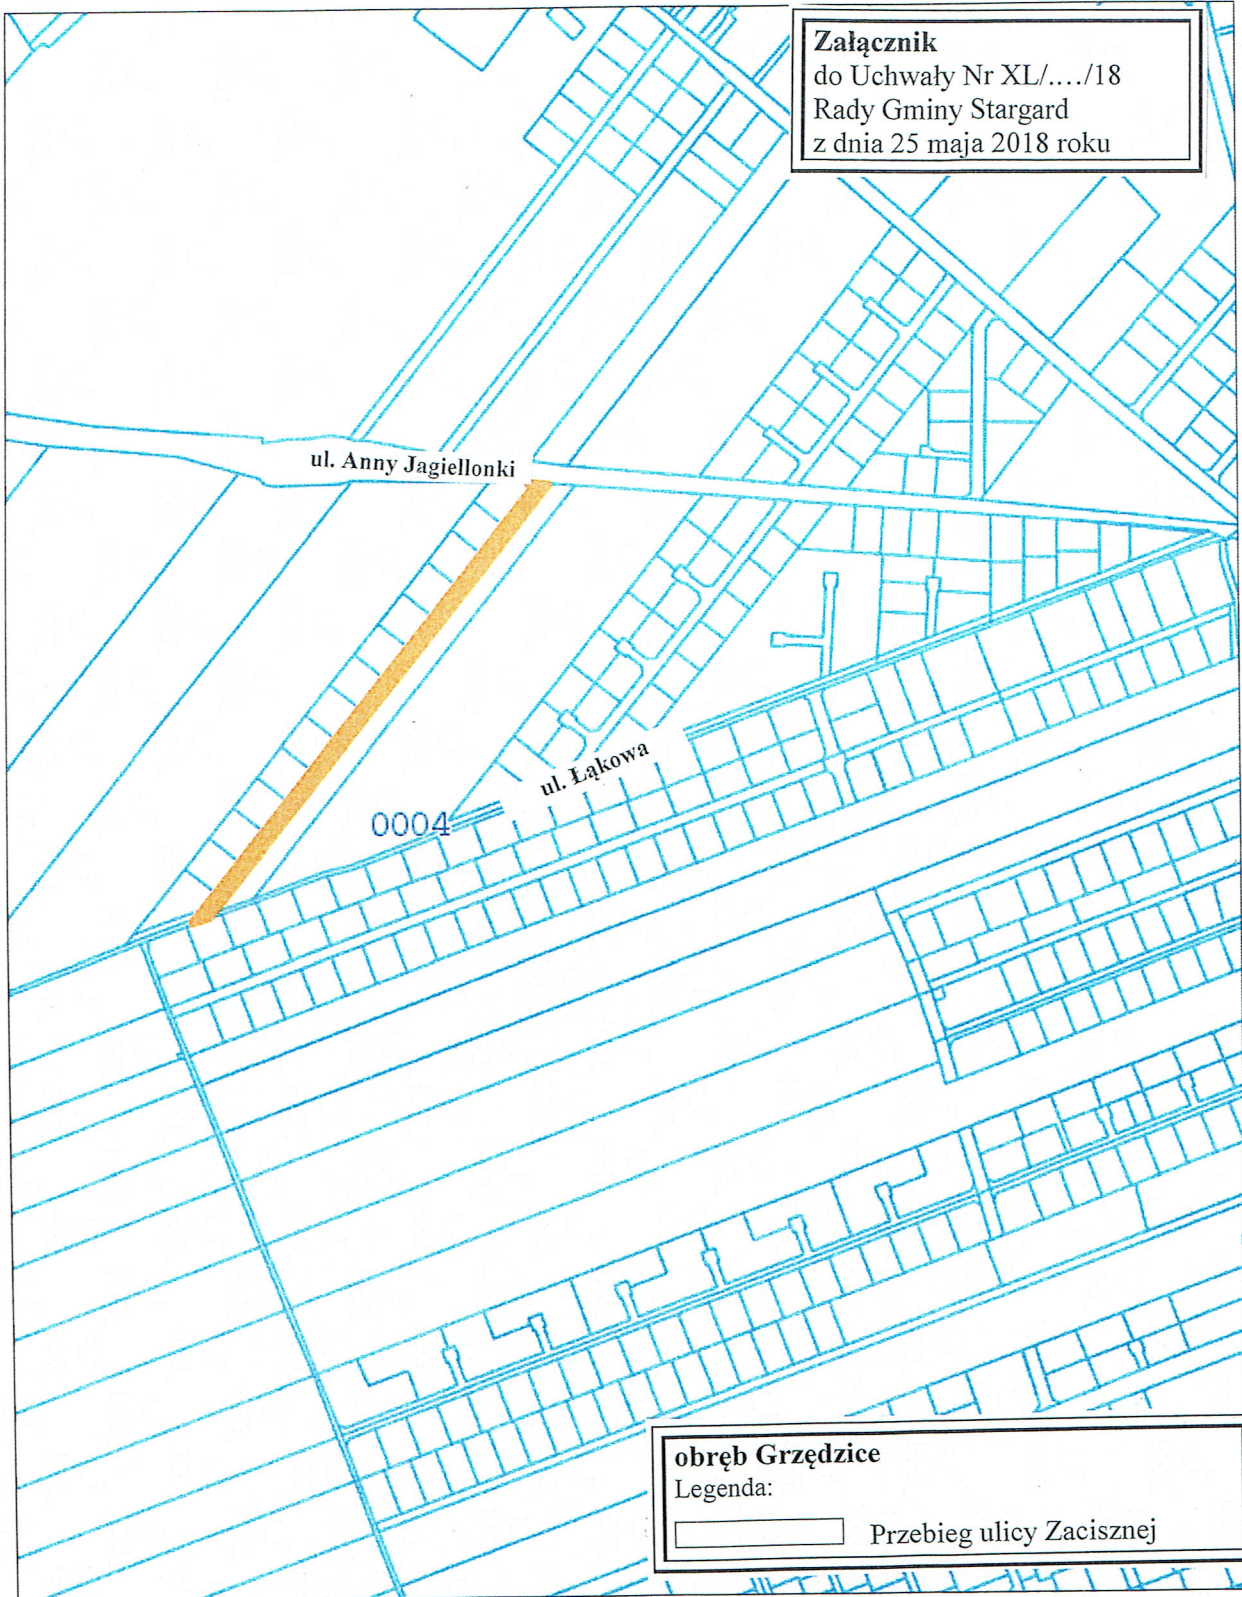 Załącznik
do Uchwały Nr XL/..../18
Rady Gminy Stargard
z dnia 25 maja 2018 roku
ul. Anny Jagiellonki
ul. Łąkowa
0004
obręb Grzędzice
Legenda:
Przebieg ulicy Zacisznej